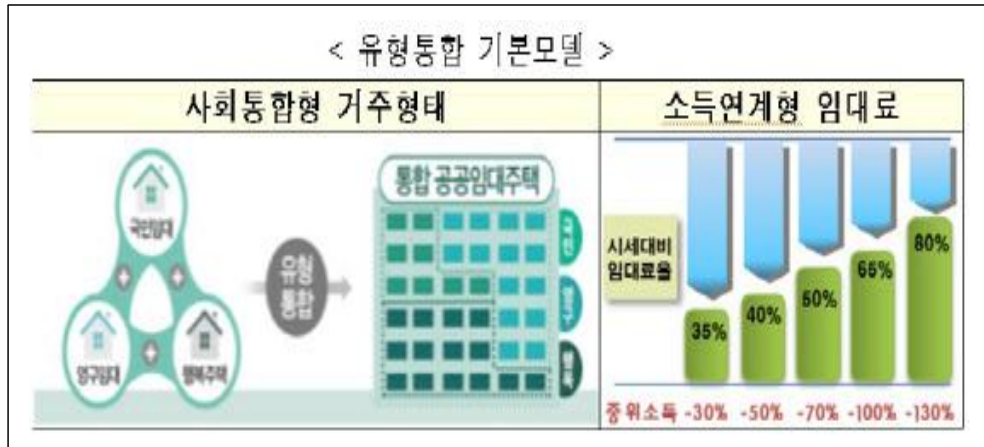 < 유형통합 기본모델 >
사회통합형 거주형태
소득연계형 임대료
국민임대
영구임대
행복주택
유형
통합
통합 공공임대주택
시세대비
임대료율
35%
40%
50%
65%
80%
중위소득 -30% -50% -70% -100% -130%